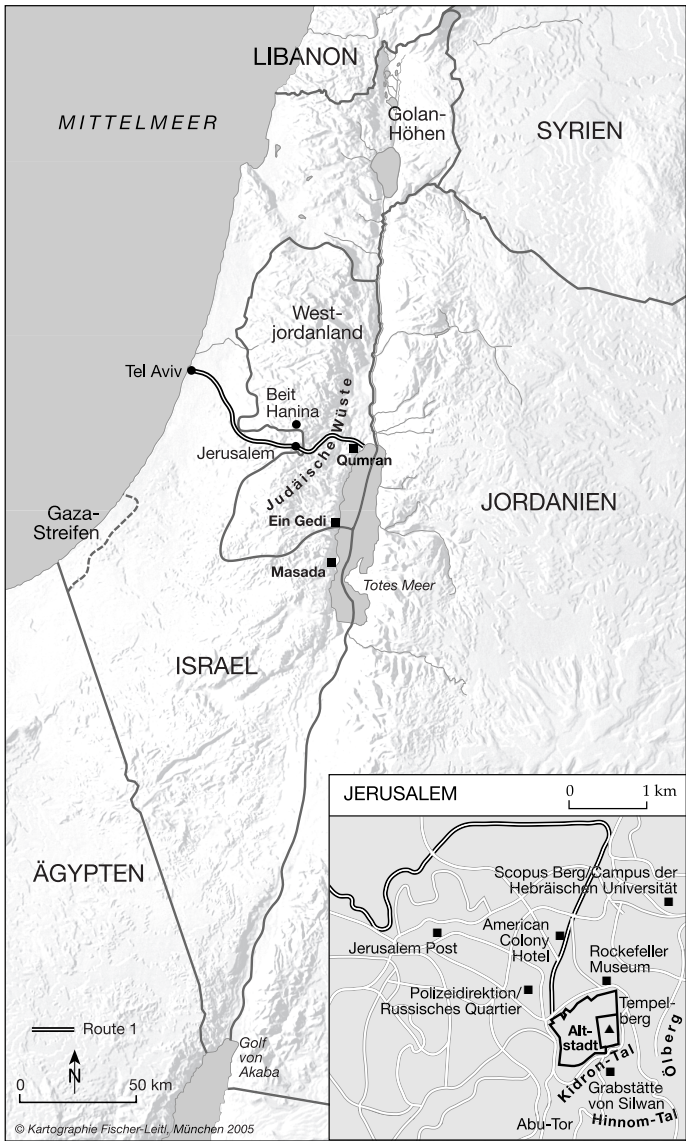 LIBANON
MITTELMEER
Golan-
Höhen
SYRIEN
West-
jordanland
Tel Aviv
Beit
Hanina
Jerusalem
Judäische Wüste
Qumran
Gaza-
Streifen
JORDANIEN
Ein Gedi
Masada
Totes Meer
ISRAEL
ÄGYPTEN
Route 1
N
0 50 km
Golf
von
Akaba
© Kartographie Fischer-Leitl, München 2005
JERUSALEM
0 1 km
Scopus Berg/Campus der
Hebräischen Universität
American
Colony
Hotel
Jerusalem Post
Rockefeller
Museum
Polizeidirektion/
Russisches Quartier
Tempel-
berg
Alt-
stadt
Ölberg
Kidron-Tal
Grabstätte
von Silwan
Hinnom-Tal
Abu-Tor